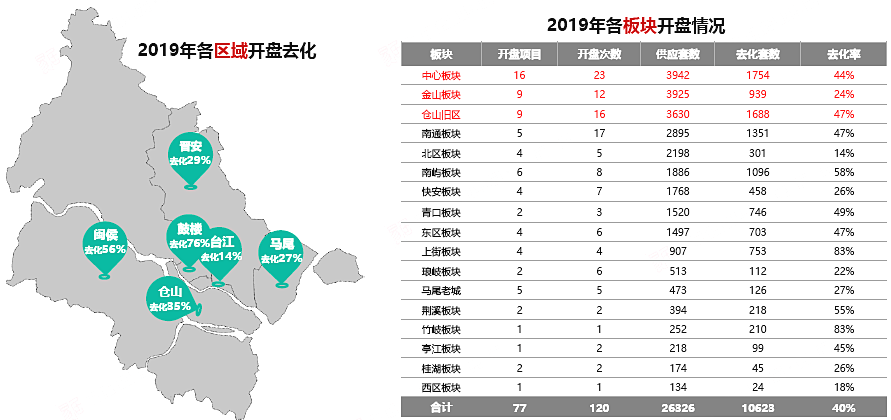 2019年各区域开盘去化
晋安
去化29%
鼓楼
去化76%
台江
去化14%
闽侯
去化56%
马尾
去化27%
仓山
去化35%
2019年各板块开盘情况
板块 开盘项目 开盘次数 供应套数 去化套数 去化率
中心板块 16 23 3942 1754 44%
金山板块 9 12 3925 939 24%
仓山旧区 9 16 3630 1688 47%
南通板块 5 17 2895 1351 47%
北区板块 4 5 2198 301 14%
南屿板块 6 8 1886 1096 58%
快安板块 4 7 1768 458 26%
青口板块 2 3 1520 746 49%
东区板块 4 6 1497 703 47%
上街板块 4 4 907 753 83%
琅岐板块 2 6 513 112 22%
马尾老城 5 5 473 126 27%
荆溪板块 2 2 394 218 55%
竹岐板块 1 1 252 210 83%
亭江板块 1 2 218 99 45%
桂湖板块 2 2 174 45 26%
西区板块 1 1 134 24 18%
合计 77 120 26326 10623 40%